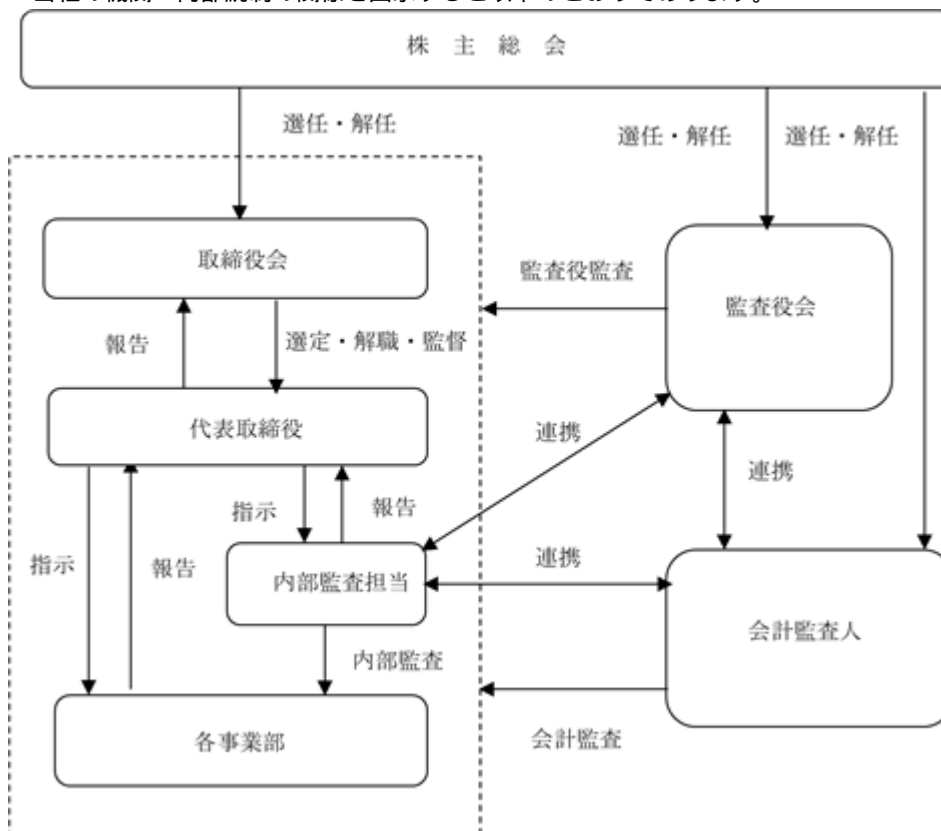 株 主 総 会
選任・解任
選任・解任
選任・解任
取締役会
監査役監査
監査役会
報告
選定・解職・監督
代表取締役
連携
連携
指示
報告
指示
報告
連携
内部監査担当
会計監査人
内部監査
各事業部
会計監査